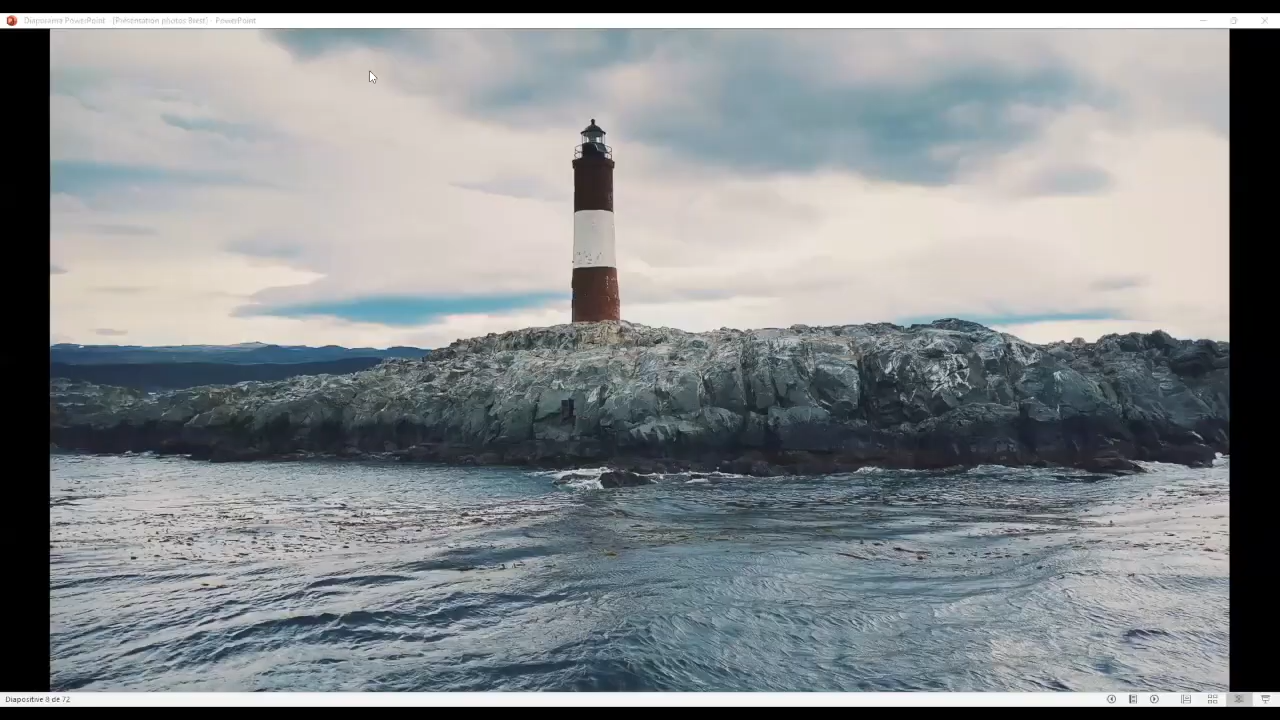 Diaporama PowerPoint - [Présentation photos Brest] - PowerPoint
Diapositive 8 de 72